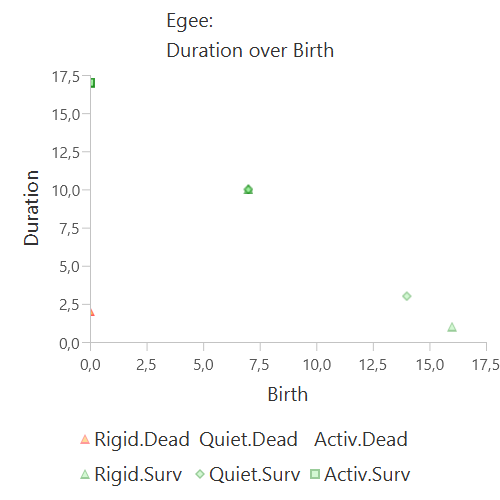 Egee:
Duration over Birth
17,5
15,0
12,5
10,0
7,5
5,0
2,5
0,0
Duration
0,0 2,5 5,0 7,5 10,0 12,5 15,0 17,5
Birth
Rigid.Dead Quiet.Dead Activ.Dead
Rigid.Surv Quiet.Surv Activ.Surv